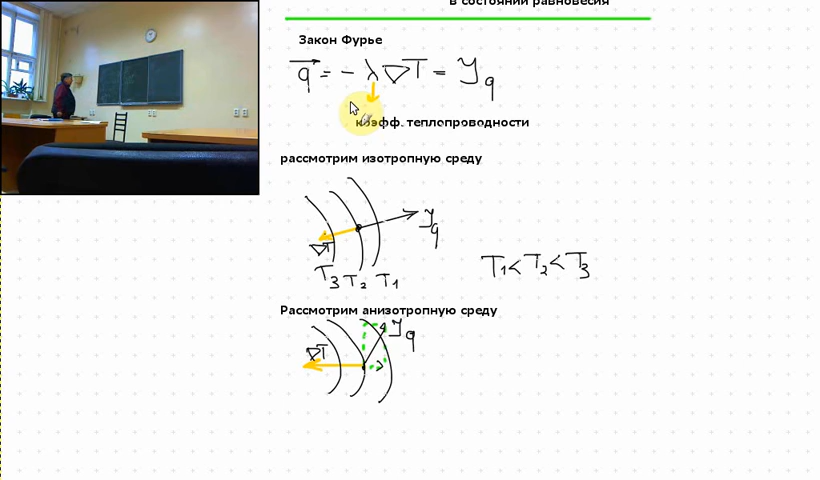 в состоянии равновесия
Закон Фурье
q⃗ = - λ ∇T = J_q
коэфф. теплопроводности
рассмотрим изотропную среду
J_q
∇T
T₃ T₂ T₁
T₁ < T₂ < T₃
Рассмотрим анизотропную среду
∇T J_q